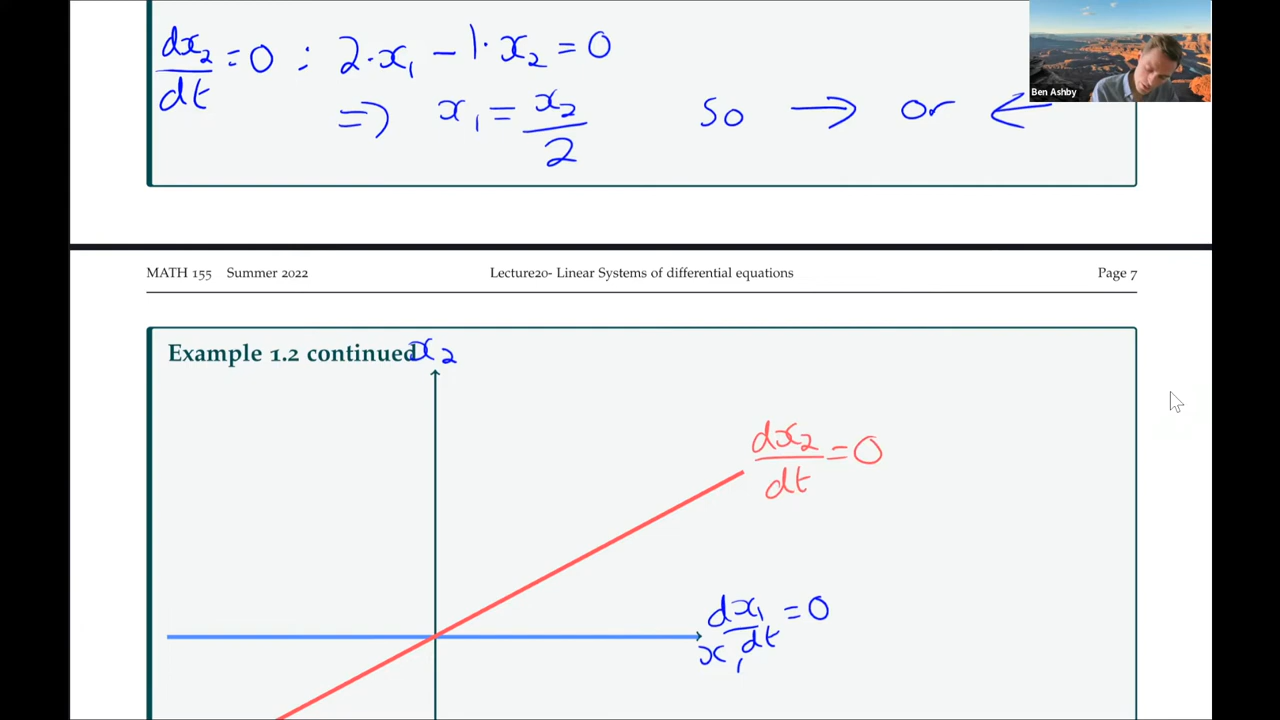 dx₂/dt = 0 : 2·x₁ − 1·x₂ = 0
⇒ x₁ = x₂/2 so → or ←
Ben Ashby
MATH 155 Summer 2022 Lecture20- Linear Systems of differential equations Page 7
Example 1.2 continued
x₂
dx₂/dt = 0
dx₁/dt = 0
x₁